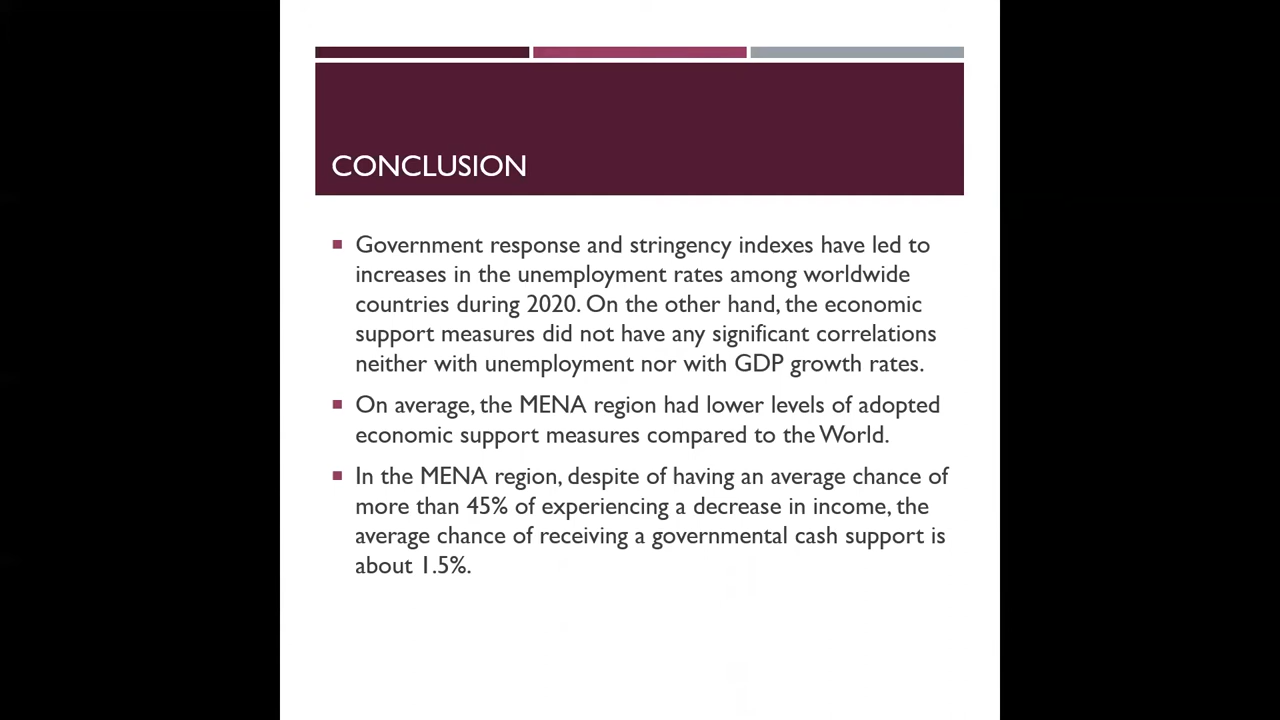 CONCLUSION
Government response and stringency indexes have led to
increases in the unemployment rates among worldwide
countries during 2020. On the other hand, the economic
support measures did not have any significant correlations
neither with unemployment nor with GDP growth rates.
On average, the MENA region had lower levels of adopted
economic support measures compared to the World.
In the MENA region, despite of having an average chance of
more than 45% of experiencing a decrease in income, the
average chance of receiving a governmental cash support is
about 1.5%.